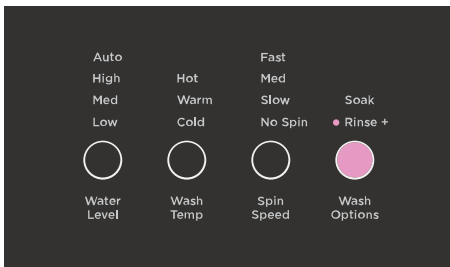 Auto
High
Med
Low
Hot
Warm
Cold
Fast
Med
Slow
No Spin
Soak
Rinse +
Water
Level
Wash
Temp
Spin
Speed
Wash
Options